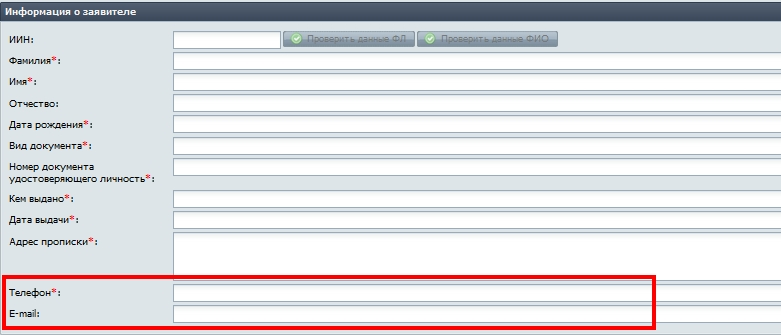 Информация о заявителе
ИИН: Проверить данные ФЛ Проверить данные ФИО
Фамилия*:
Имя*:
Отчество:
Дата рождения*:
Вид документа*:
Номер документа
удостоверяющего личность*:
Кем выдано*:
Дата выдачи*:
Адрес прописки*:
Телефон*:
E-mail: